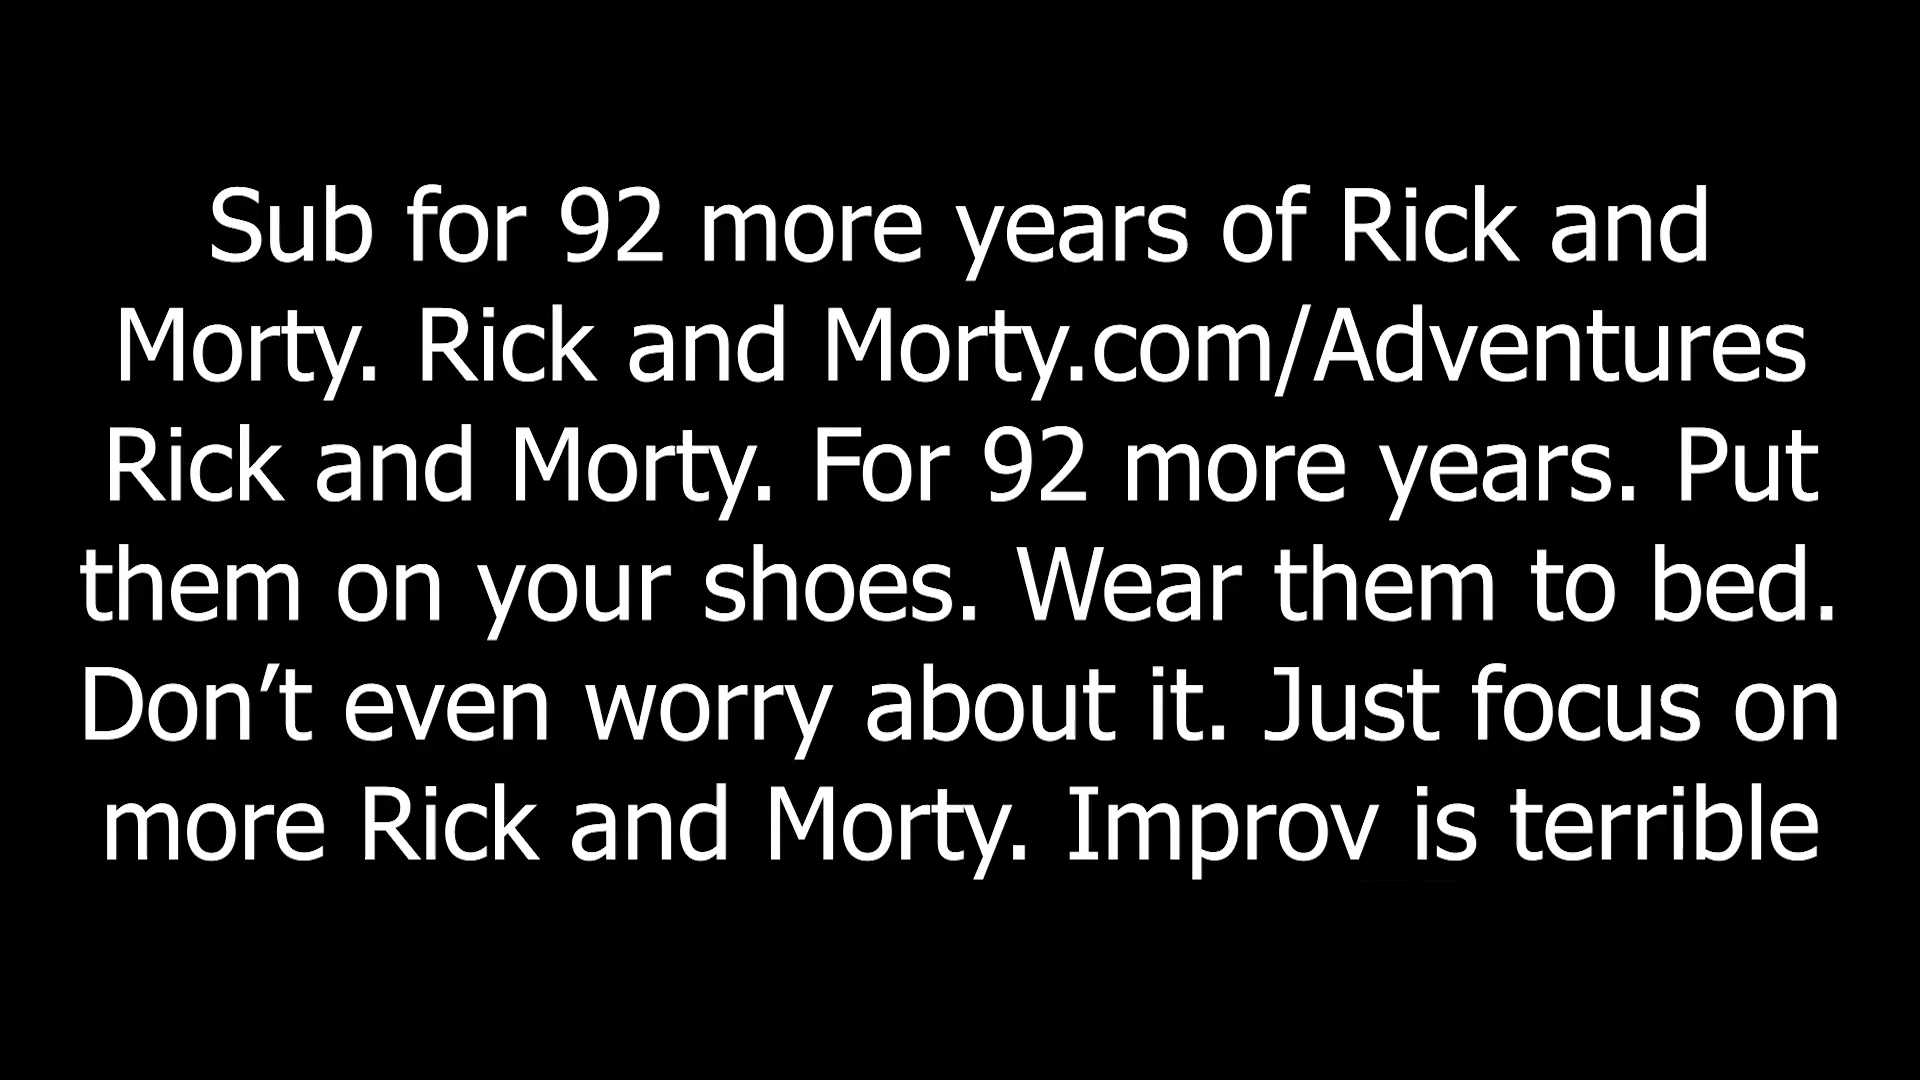 Sub for 92 more years of Rick and
Morty. Rick and Morty.com/Adventures
Rick and Morty. For 92 more years. Put
them on your shoes. Wear them to bed.
Don’t even worry about it. Just focus on
more Rick and Morty. Improv is terrible